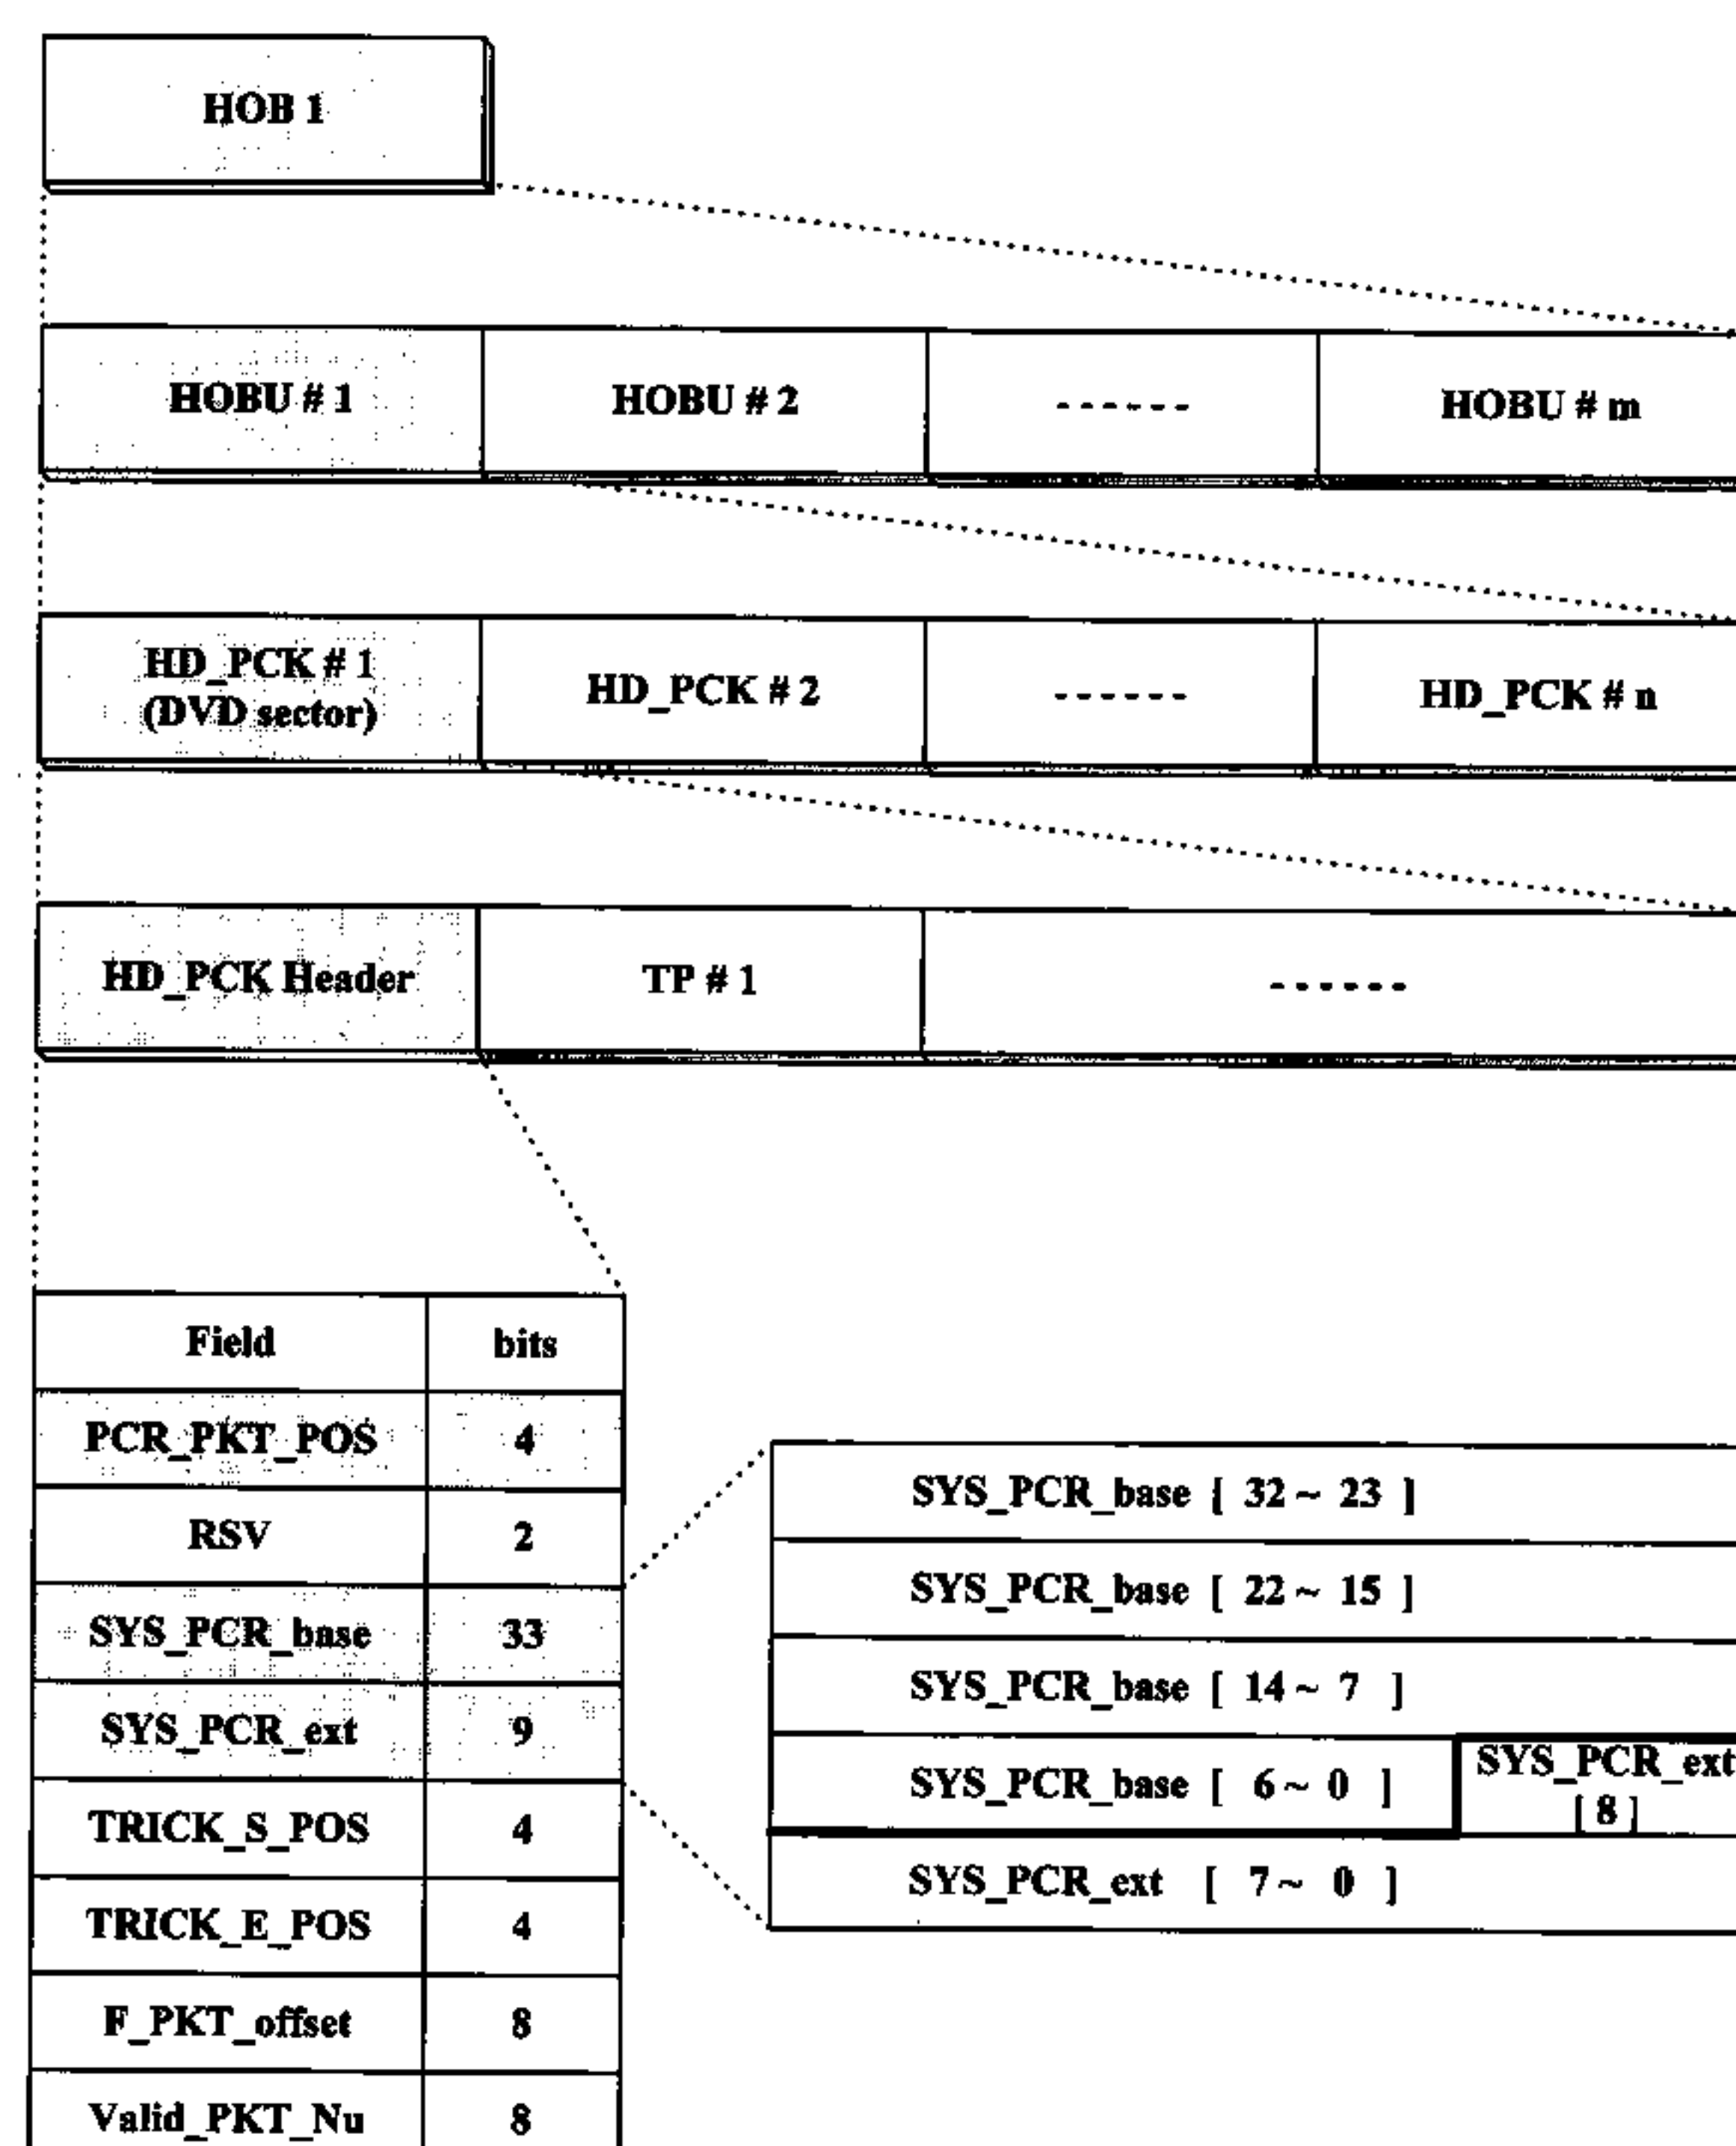 HOB 1
HOBU # 1
HOBU # 2
------
HOBU # m
HD_PCK # 1
(DVD sector)
HD_PCK # 2
------
HD_PCK # n
HD_PCK Header
TP # 1
------
Field bits
PCR_PKT_POS 4
RSV 2
SYS_PCR_base 33
SYS_PCR_ext 9
TRICK_S_POS 4
TRICK_E_POS 4
F_PKT_offset 8
Valid_PKT_Nu 8
SYS_PCR_base [ 32 ~ 23 ]
SYS_PCR_base [ 22 ~ 15 ]
SYS_PCR_base [ 14 ~ 7 ]
SYS_PCR_base [ 6 ~ 0 ]
SYS_PCR_ext
[ 8 ]
SYS_PCR_ext [ 7 ~ 0 ]